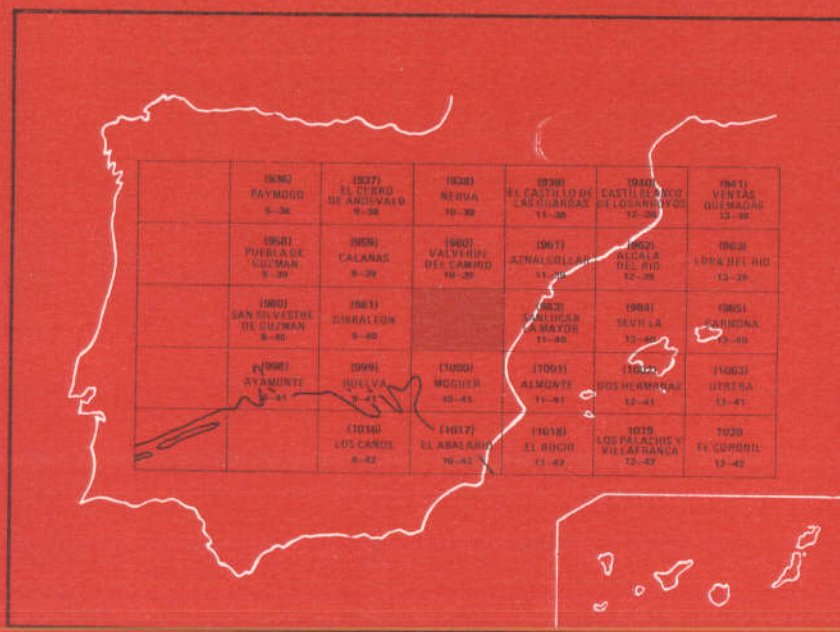 (936)
PAYMOGO
8-38
(937)
EL CERRO
DE ANDEVALO
9-38
(938)
NERVA
10-38
(939)
EL CASTILLO DE
LAS GUARDAS
11-38
(940)
CASTILBLANCO
DE LOS ARROYOS
12-38
(941)
VENTAS
QUEMADAS
13-38
(958)
PUEBLA DE
GUZMAN
8-39
(959)
CALAÑAS
9-39
(960)
VALVERDE
DEL CAMINO
10-39
(961)
AZNALCOLLAR
11-39
(962)
ALCALA
DEL RIO
12-39
(963)
LORA DEL RIO
13-39
(980)
SAN SILVESTRE
DE GUZMAN
8-40
(981)
GIBRALEON
9-40
(983)
SANLUCAR
LA MAYOR
11-40
(984)
SEVILLA
12-40
(985)
CARMONA
13-40
(998)
AYAMONTE
8-41
(999)
HUELVA
9-41
(1000)
MOGUER
10-41
(1001)
ALMONTE
11-41
(1002)
DOS HERMANAS
12-41
(1003)
UTRERA
13-41
(1016)
LOS CAÑOS
9-42
(1017)
EL ABALARIO
10-42
(1018)
EL ROCIO
11-42
1019
LOS PALACIOS Y
VILLAFRANCA
12-42
1020
EL CORONIL
13-42